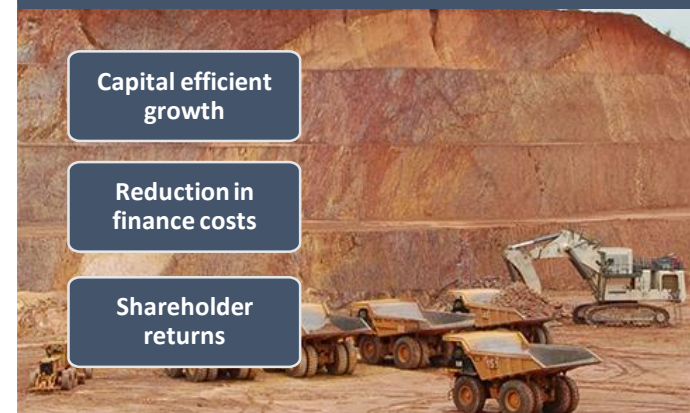 Capital efficient
growth
Reduction in
finance costs
Shareholder
returns